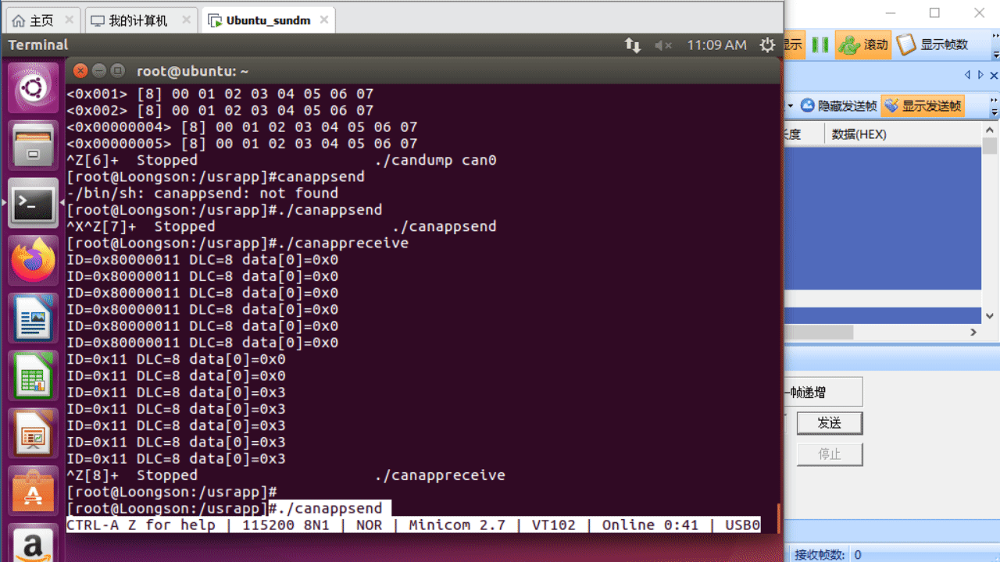 主页
我的计算机
Ubuntu_sundm
Terminal
11:09 AM
root@ubuntu: ~
<0x001> [8] 00 01 02 03 04 05 06 07
<0x002> [8] 00 01 02 03 04 05 06 07
<0x00000004> [8] 00 01 02 03 04 05 06 07
<0x00000005> [8] 00 01 02 03 04 05 06 07
^Z[6]+  Stopped                    ./candump can0
[root@Loongson:/usrapp]#canappsend
-/bin/sh: canappsend: not found
[root@Loongson:/usrapp]#./canappsend
^X^Z[7]+  Stopped                    ./canappsend
[root@Loongson:/usrapp]#./canappreceive
ID=0x80000011 DLC=8 data[0]=0x0
ID=0x80000011 DLC=8 data[0]=0x0
ID=0x80000011 DLC=8 data[0]=0x0
ID=0x80000011 DLC=8 data[0]=0x0
ID=0x80000011 DLC=8 data[0]=0x0
ID=0x80000011 DLC=8 data[0]=0x0
ID=0x11 DLC=8 data[0]=0x0
ID=0x11 DLC=8 data[0]=0x0
ID=0x11 DLC=8 data[0]=0x3
ID=0x11 DLC=8 data[0]=0x3
ID=0x11 DLC=8 data[0]=0x3
ID=0x11 DLC=8 data[0]=0x3
ID=0x11 DLC=8 data[0]=0x3
^Z[8]+  Stopped                    ./canappreceive
[root@Loongson:/usrapp]#
[root@Loongson:/usrapp]#./canappsend
CTRL-A Z for help | 115200 8N1 | NOR | Minicom 2.7 | VT102 | Online 0:41 | USB0
示 滚动 显示帧数
隐藏发送帧 显示发送帧
长度 数据(HEX)
一帧递增
发送
停止
接收帧数: 0